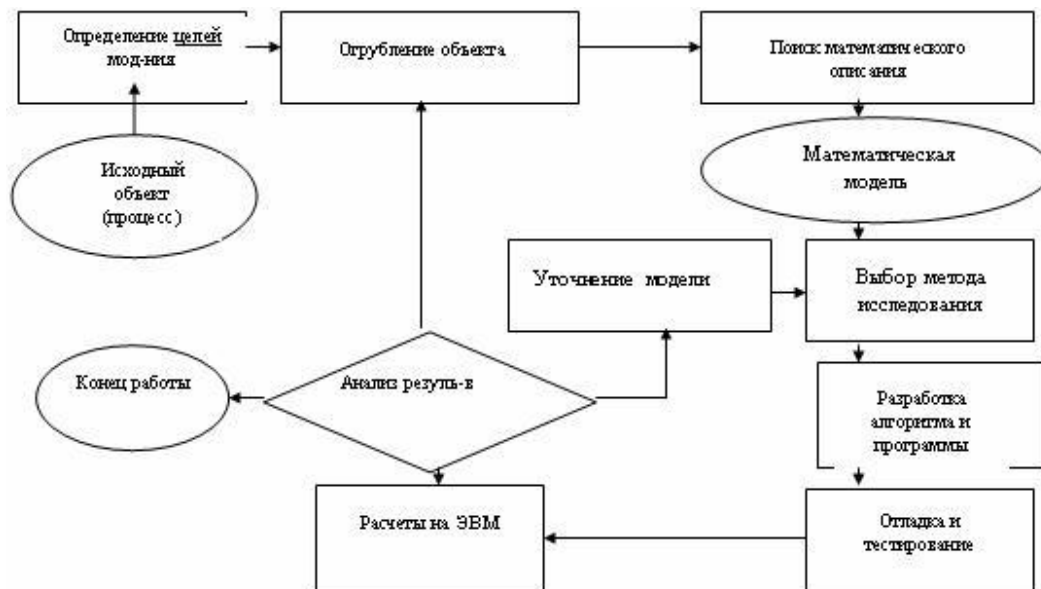 Определение целей
мод-ния
Огрубление объекта
Поиск математического
описания
Исходный
объект
(процесс)
Математическая
модель
Уточнение модели
Выбор метода
исследования
Конец работы
Анализ резуль-в
Разработка
алгоритма и
программы
Расчеты на ЭВМ
Отладка и
тестирование